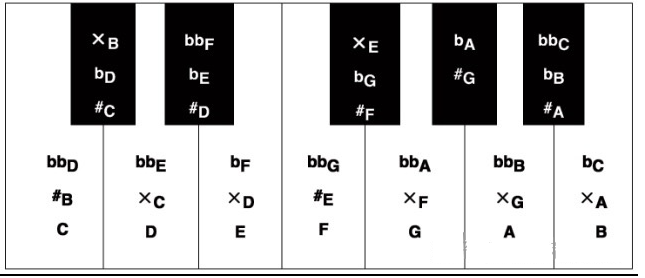 ×B bbF ×E bA bbC
bD bE bG #G bB
#C #D #F #A
bbD bbE bF bbG bbA bbB bC
#B ×C ×D #E ×F ×G ×A
C D E F G A B